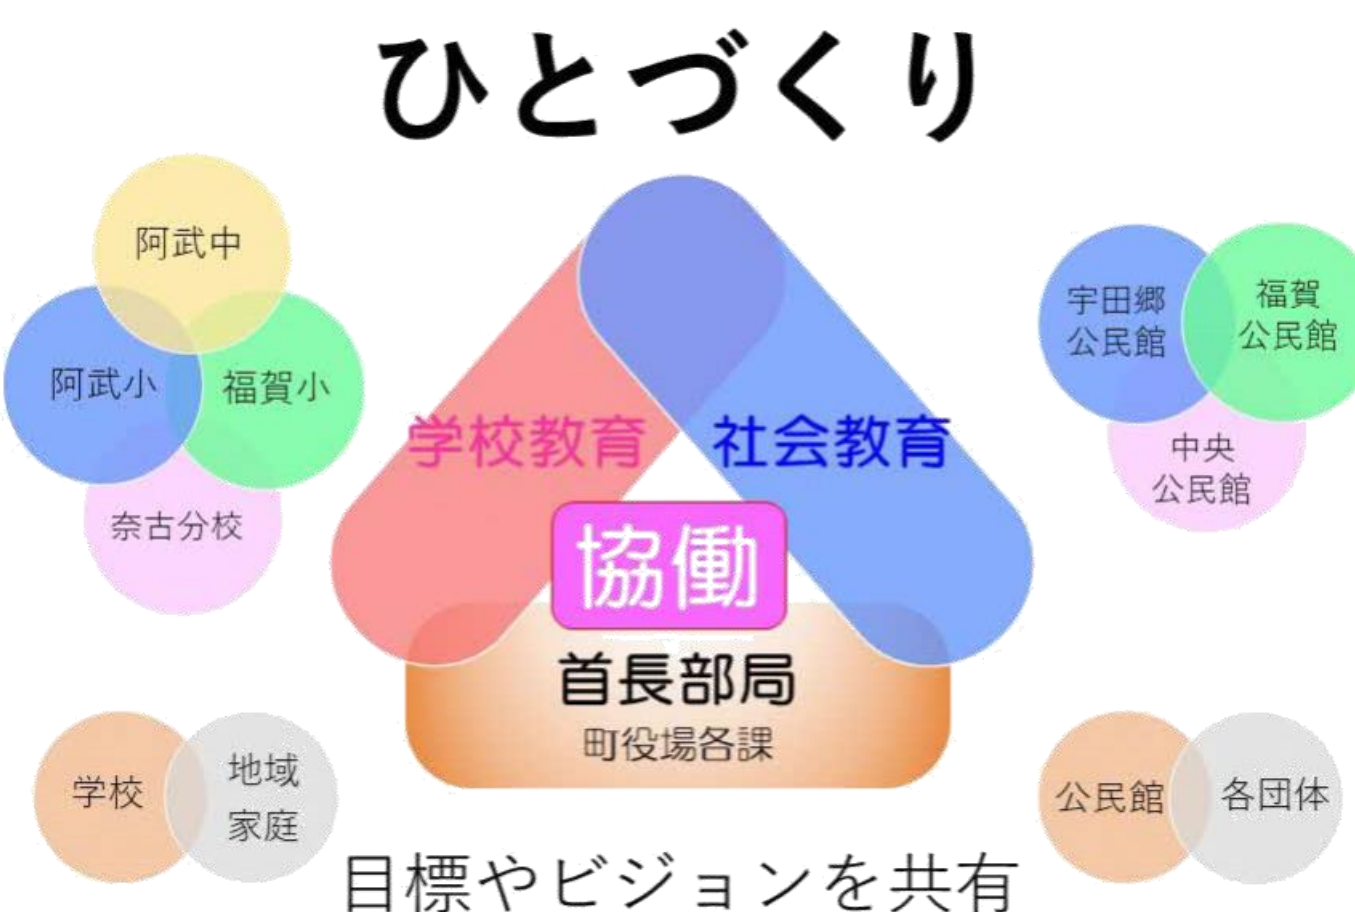 ひとづくり
阿武中
阿武小
福賀小
奈古分校
学校教育
社会教育
協働
首長部局
町役場各課
宇田郷
公民館
福賀
公民館
中央
公民館
学校
地域
家庭
公民館
各団体
目標やビジョンを共有